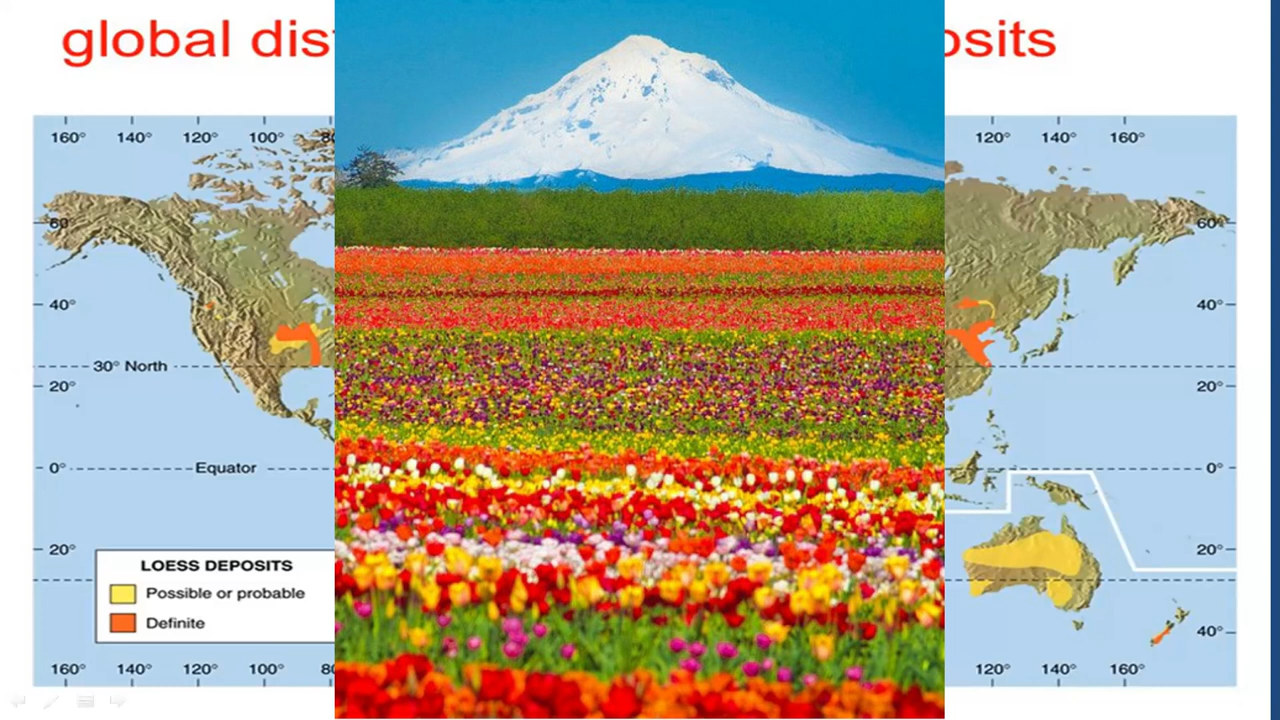 global dis
osits
160° 140° 120° 100° 80
120° 140° 160°
60° 60°
40° 40°
30° North
20° 20°
0° Equator 0°
20° 20°
LOESS DEPOSITS
Possible or probable
Definite
40°
160° 140° 120° 100° 80
120° 140° 160°